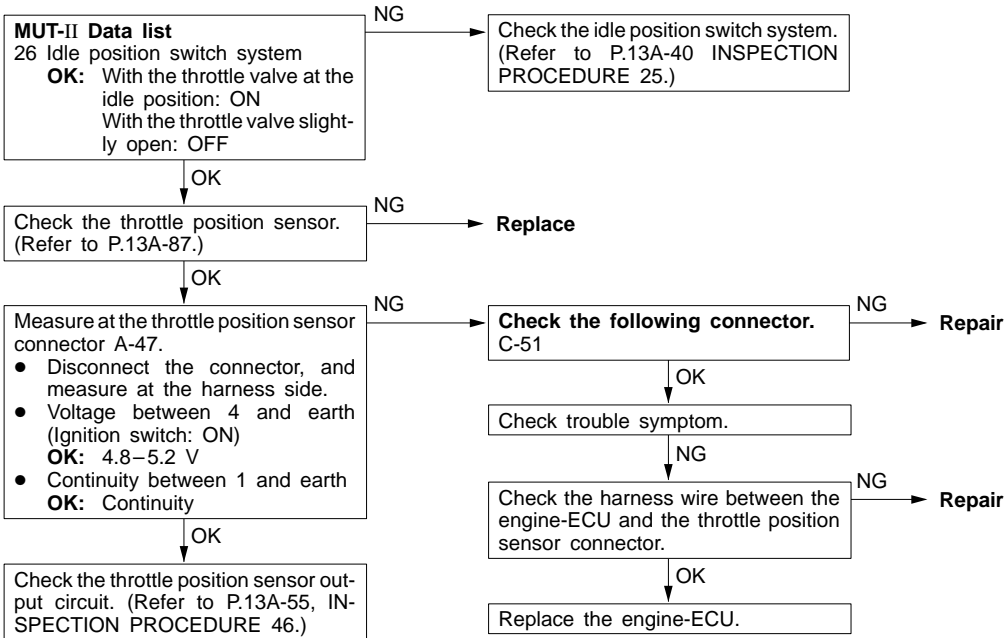 MUT-II Data list
26 Idle position switch system
OK: With the throttle valve at the
idle position: ON
With the throttle valve slight-
ly open: OFF
NG
Check the idle position switch system.
(Refer to P.13A-40 INSPECTION
PROCEDURE 25.)
OK
Check the throttle position sensor.
(Refer to P.13A-87.)
NG
Replace
OK
Measure at the throttle position sensor
connector A-47.
● Disconnect the connector, and
measure at the harness side.
● Voltage between 4 and earth
(Ignition switch: ON)
OK: 4.8–5.2 V
● Continuity between 1 and earth
OK: Continuity
NG
Check the following connector.
C-51
NG
Repair
OK
Check trouble symptom.
NG
Check the harness wire between the
engine-ECU and the throttle position
sensor connector.
NG
Repair
OK
Replace the engine-ECU.
OK
Check the throttle position sensor out-
put circuit. (Refer to P.13A-55, IN-
SPECTION PROCEDURE 46.)